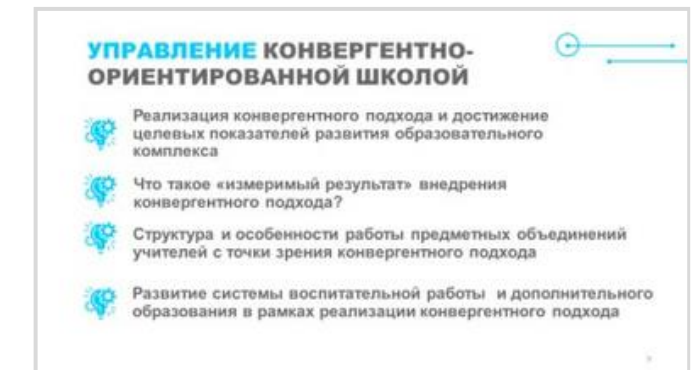 УПРАВЛЕНИЕ КОНВЕРГЕНТНО-
ОРИЕНТИРОВАННОЙ ШКОЛОЙ
Реализация конвергентного подхода и достижение
целевых показателей развития образовательного
комплекса
Что такое «измеримый результат» внедрения
конвергентного подхода?
Структура и особенности работы предметных объединений
учителей с точки зрения конвергентного подхода
Развитие системы воспитательной работы и дополнительного
образования в рамках реализации конвергентного подхода